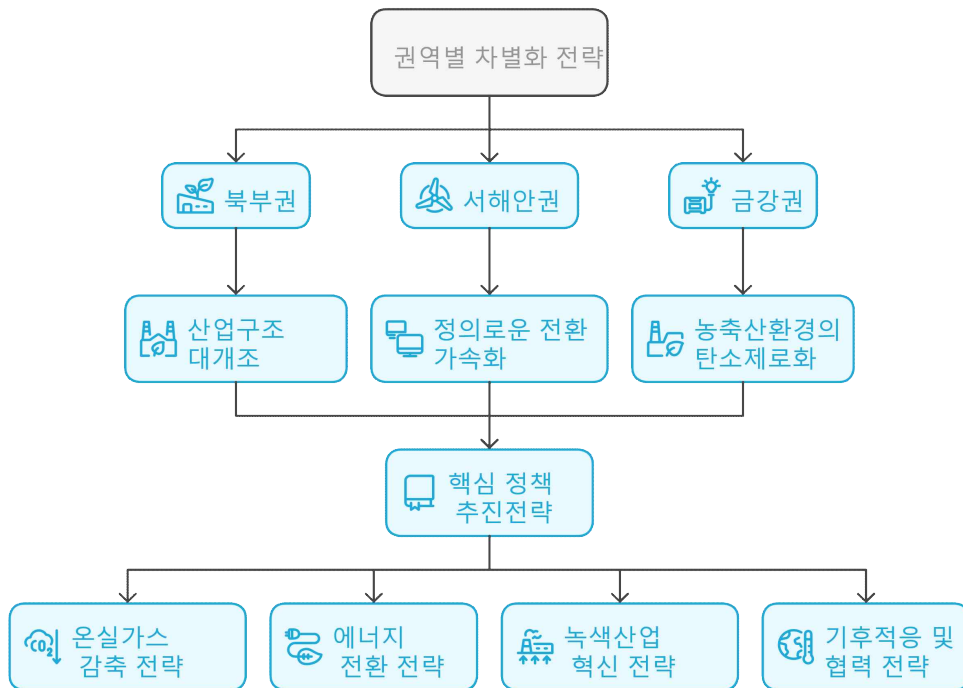 권역별 차별화 전략
북부권
서해안권
금강권
산업구조
대개조
정의로운 전환
가속화
농축산환경의
탄소제로화
핵심 정책
추진전략
CO2
온실가스
감축 전략
에너지
전환 전략
녹색산업
혁신 전략
기후적응 및
협력 전략